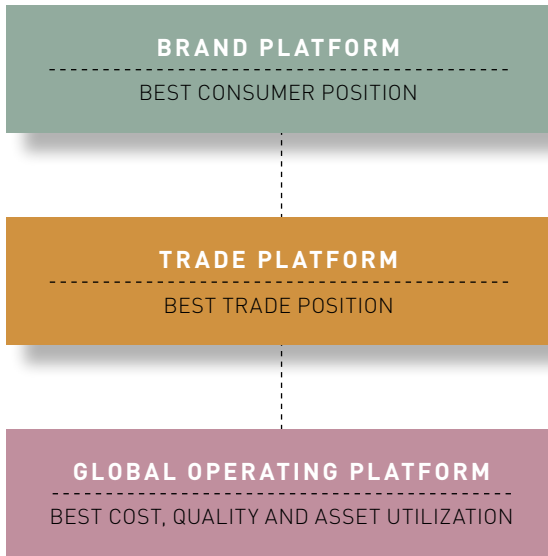 BRAND PLATFORM
BEST CONSUMER POSITION
TRADE PLATFORM
BEST TRADE POSITION
GLOBAL OPERATING PLATFORM
BEST COST, QUALITY AND ASSET UTILIZATION